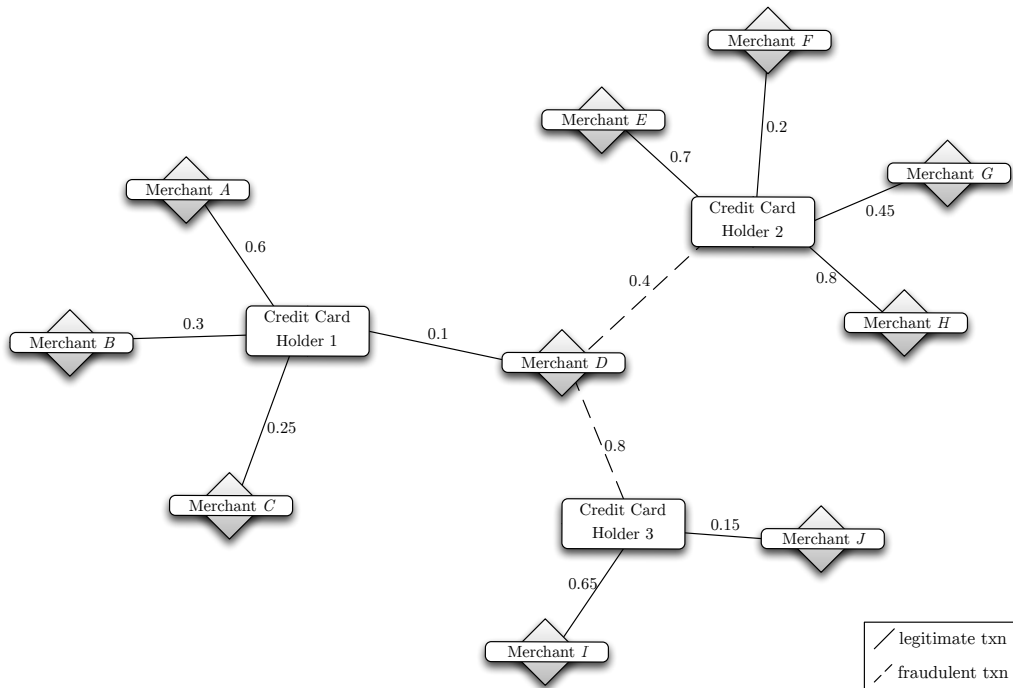 Merchant F
Merchant E
0.2
0.7
Merchant G
Merchant A
Credit Card
Holder 2
0.45
0.6
0.4
0.8
Merchant H
Credit Card
Holder 1
0.3
Merchant B
0.1
Merchant D
0.25
0.8
Merchant C
Credit Card
Holder 3
0.15
Merchant J
0.65
Merchant I
legitimate txn
fraudulent txn